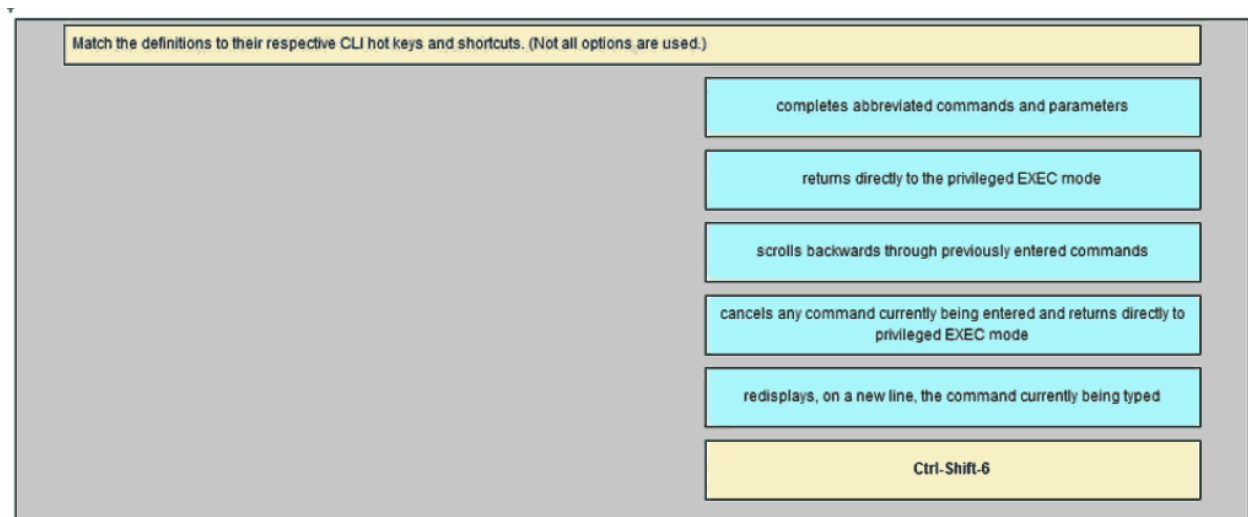 Match the definitions to their respective CLI hot keys and shortcuts. (Not all options are used.)
completes abbreviated commands and parameters
returns directly to the privileged EXEC mode
scrolls backwards through previously entered commands
cancels any command currently being entered and returns directly to
privileged EXEC mode
redisplays, on a new line, the command currently being typed
Ctrl-Shift-6